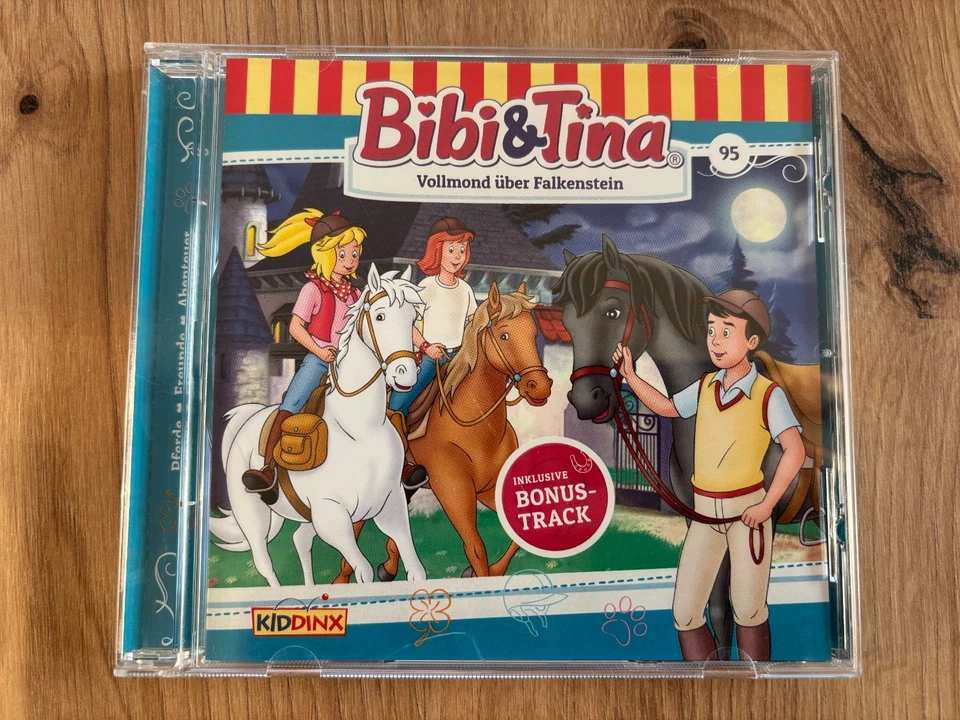 Bibi&Tina®
95
Vollmond über Falkenstein
INKLUSIVE
BONUS-
TRACK
KIDDINX
Pferde Freunde Abenteuer